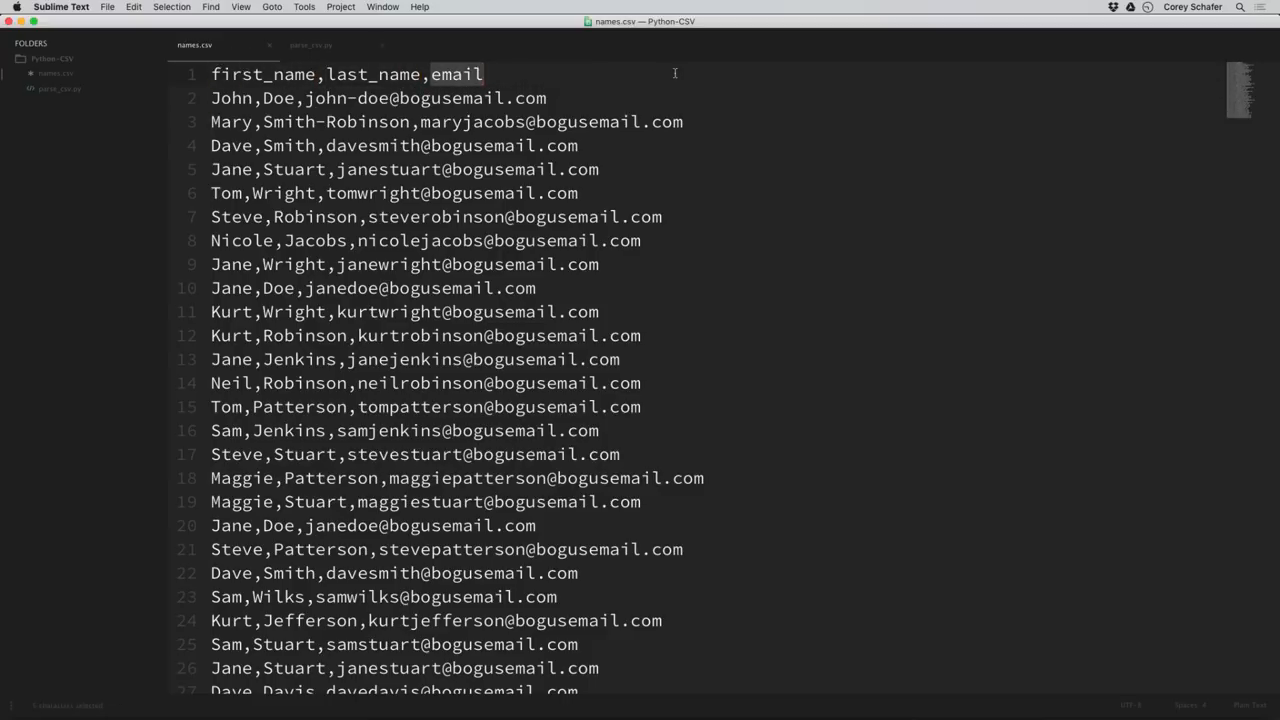 Sublime Text File Edit Selection Find View Goto Tools Project Window Help Corey Schafer
names.csv — Python-CSV
FOLDERS
Python-CSV
names.csv
parse_csv.py
names.csv × parse_csv.py ×
1 first_name,last_name,email
2 John,Doe,john-doe@bogusemail.com
3 Mary,Smith-Robinson,maryjacobs@bogusemail.com
4 Dave,Smith,davesmith@bogusemail.com
5 Jane,Stuart,janestuart@bogusemail.com
6 Tom,Wright,tomwright@bogusemail.com
7 Steve,Robinson,steverobinson@bogusemail.com
8 Nicole,Jacobs,nicolejacobs@bogusemail.com
9 Jane,Wright,janewright@bogusemail.com
10 Jane,Doe,janedoe@bogusemail.com
11 Kurt,Wright,kurtwright@bogusemail.com
12 Kurt,Robinson,kurtrobinson@bogusemail.com
13 Jane,Jenkins,janejenkins@bogusemail.com
14 Neil,Robinson,neilrobinson@bogusemail.com
15 Tom,Patterson,tompatterson@bogusemail.com
16 Sam,Jenkins,samjenkins@bogusemail.com
17 Steve,Stuart,stevestuart@bogusemail.com
18 Maggie,Patterson,maggiepatterson@bogusemail.com
19 Maggie,Stuart,maggiestuart@bogusemail.com
20 Jane,Doe,janedoe@bogusemail.com
21 Steve,Patterson,stevepatterson@bogusemail.com
22 Dave,Smith,davesmith@bogusemail.com
23 Sam,Wilks,samwilks@bogusemail.com
24 Kurt,Jefferson,kurtjefferson@bogusemail.com
25 Sam,Stuart,samstuart@bogusemail.com
26 Jane,Stuart,janestuart@bogusemail.com
27 Dave,Davis,davedavis@bogusemail.com
UTF-8 Spaces: 4 Plain Text